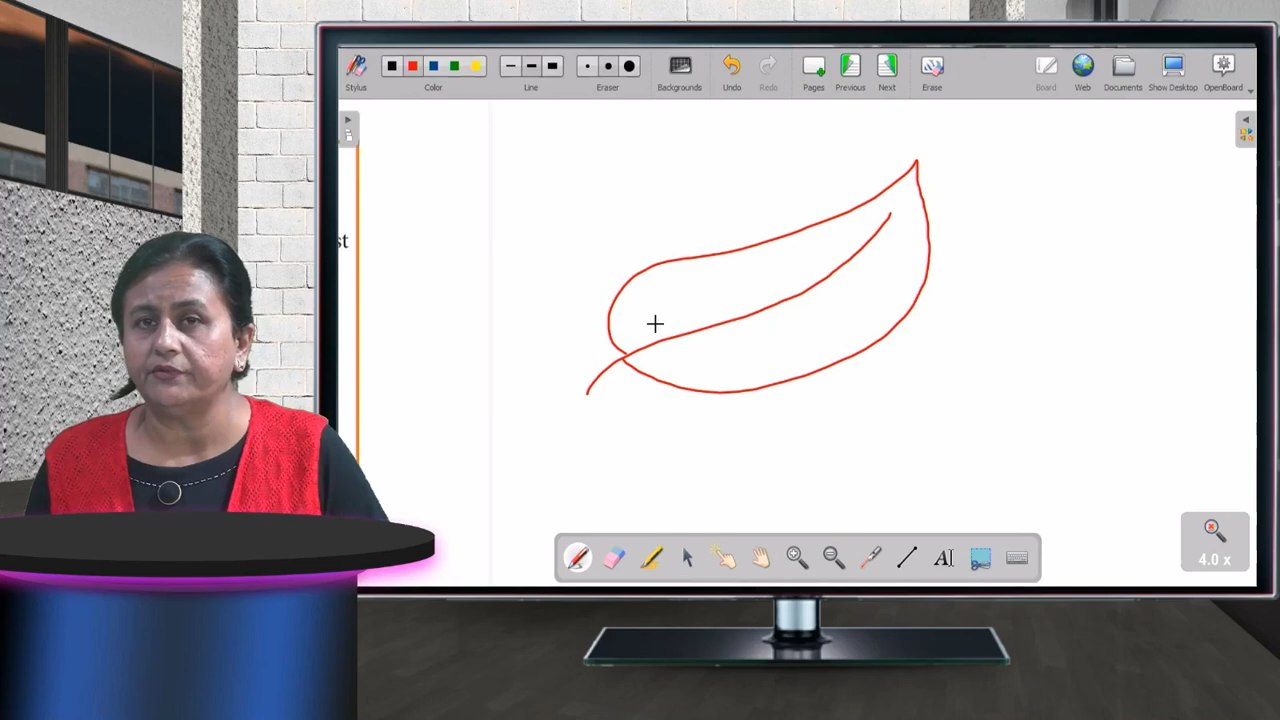 Stylus
Color
Line
Eraser
Backgrounds
Undo
Redo
Pages
Previous
Next
Erase
Board
Web
Documents
Show Desktop
OpenBoard
st
AI
4.0 x